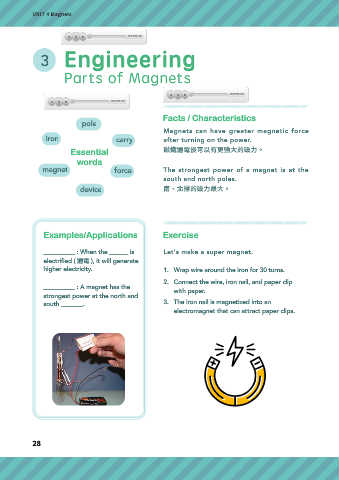 UNIT 4 Magnets
3 Engineering
Parts of Magnets
pole
iron
carry
Essential
words
magnet
force
device
Facts / Characteristics
Magnets can have greater magnetic force
after turning on the power.
磁鐵通電後可以有更強大的磁力。
The strongest power of a magnet is at the
south and north poles.
南、北極的磁力最大。
Examples/Applications
________ : When the _____ is
electrified ( 通電 ), it will generate
higher electricity.
________ : A magnet has the
strongest power at the north and
south ______.
Exercise
Let's make a super magnet.
1. Wrap wire around the iron for 30 turns.
2. Connect the wire, iron nail, and paper clip
with paper.
3. The iron nail is magnetized into an
electromagnet that can attract paper clips.
28